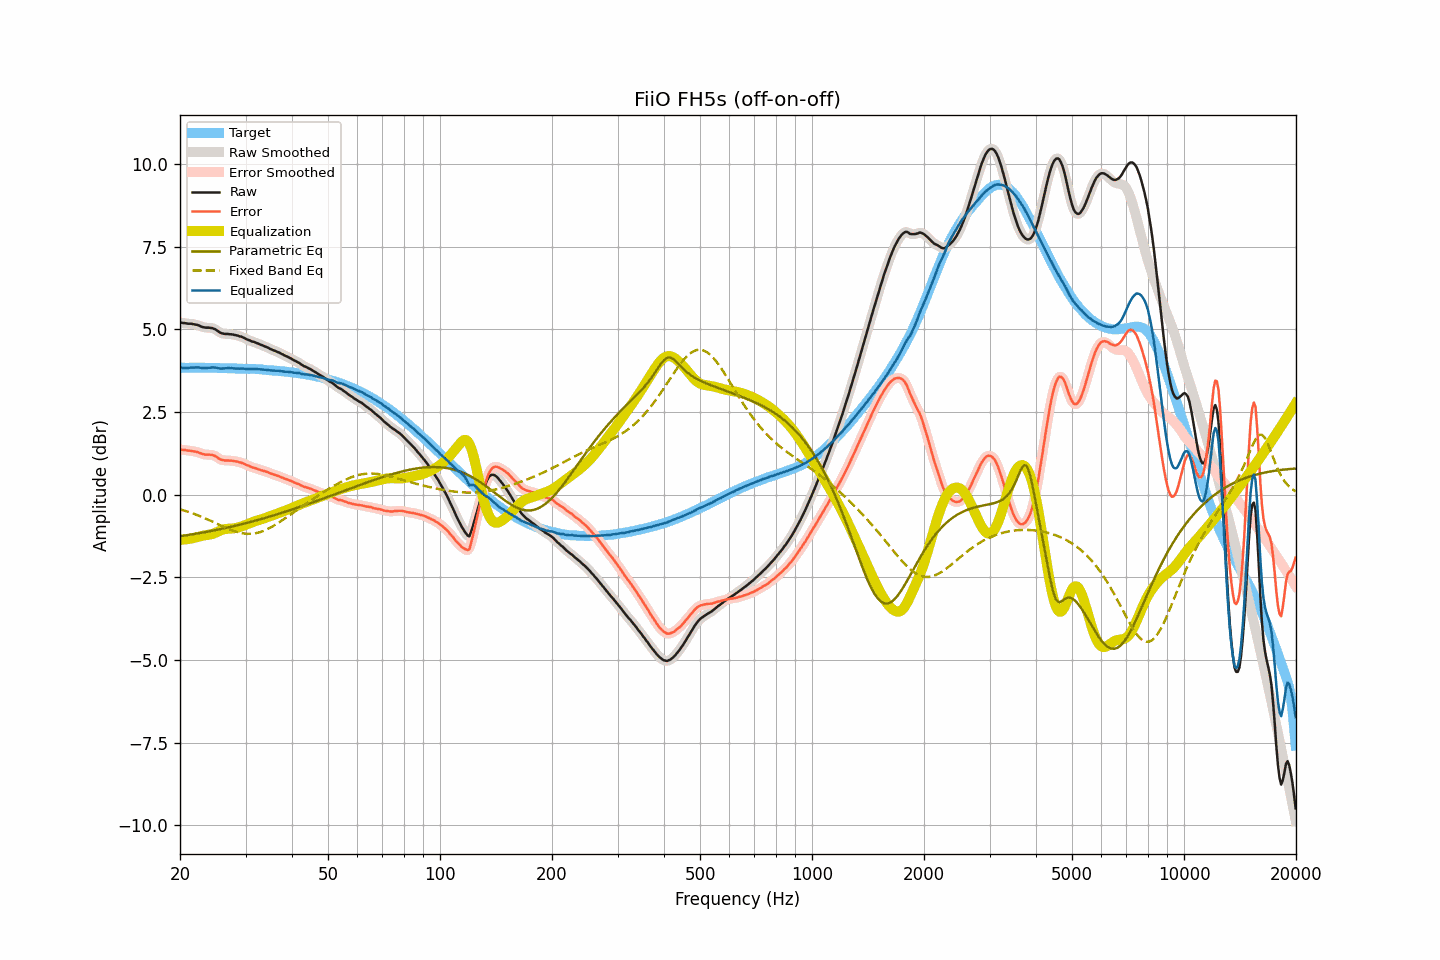 FiiO FH5s (off-on-off)
Target
Raw Smoothed
Error Smoothed
Raw
Error
Equalization
Parametric Eq
Fixed Band Eq
Equalized
10.0
7.5
5.0
2.5
0.0
−2.5
−5.0
−7.5
−10.0
Amplitude (dBr)
20 50 100 200 500 1000 2000 5000 10000 20000
Frequency (Hz)